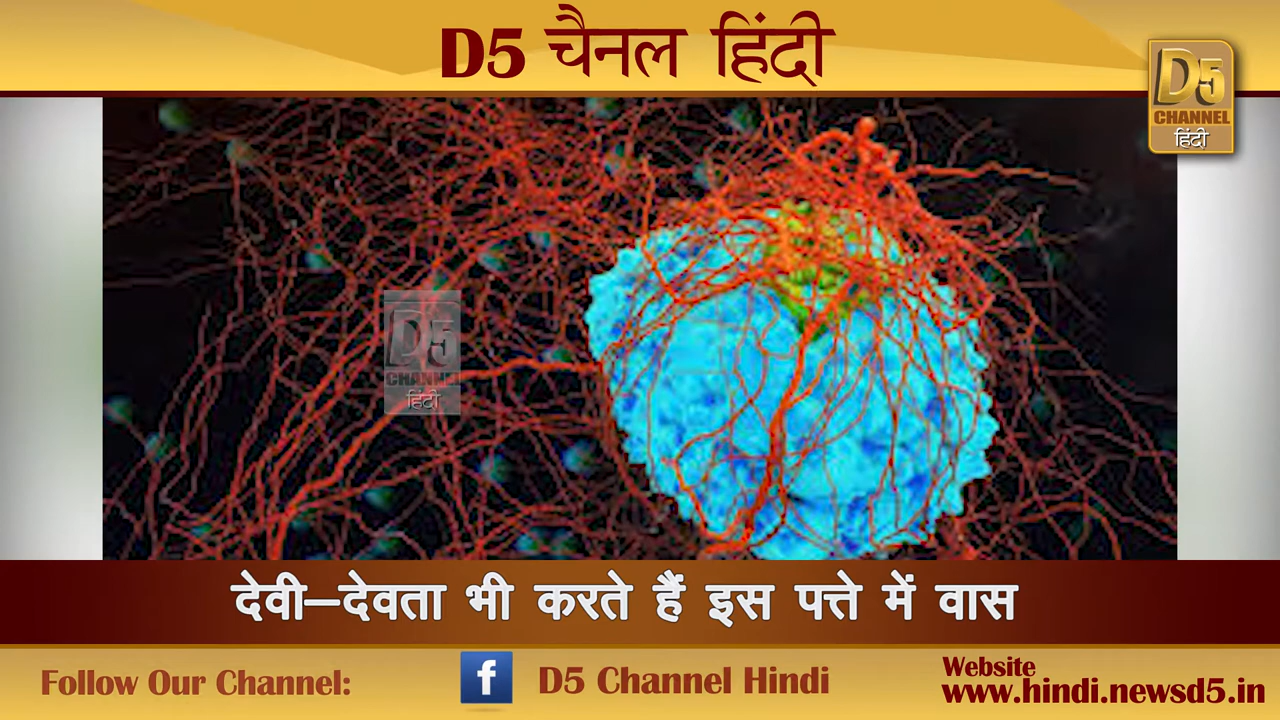 D5 चैनल हिंदी
D5
CHANNEL
हिंदी
D5
CHANNEL
हिंदी
देवी–देवता भी करते हैं इस पत्ते में वास
Follow Our Channel:
f
D5 Channel Hindi
Website
www.hindi.newsd5.in